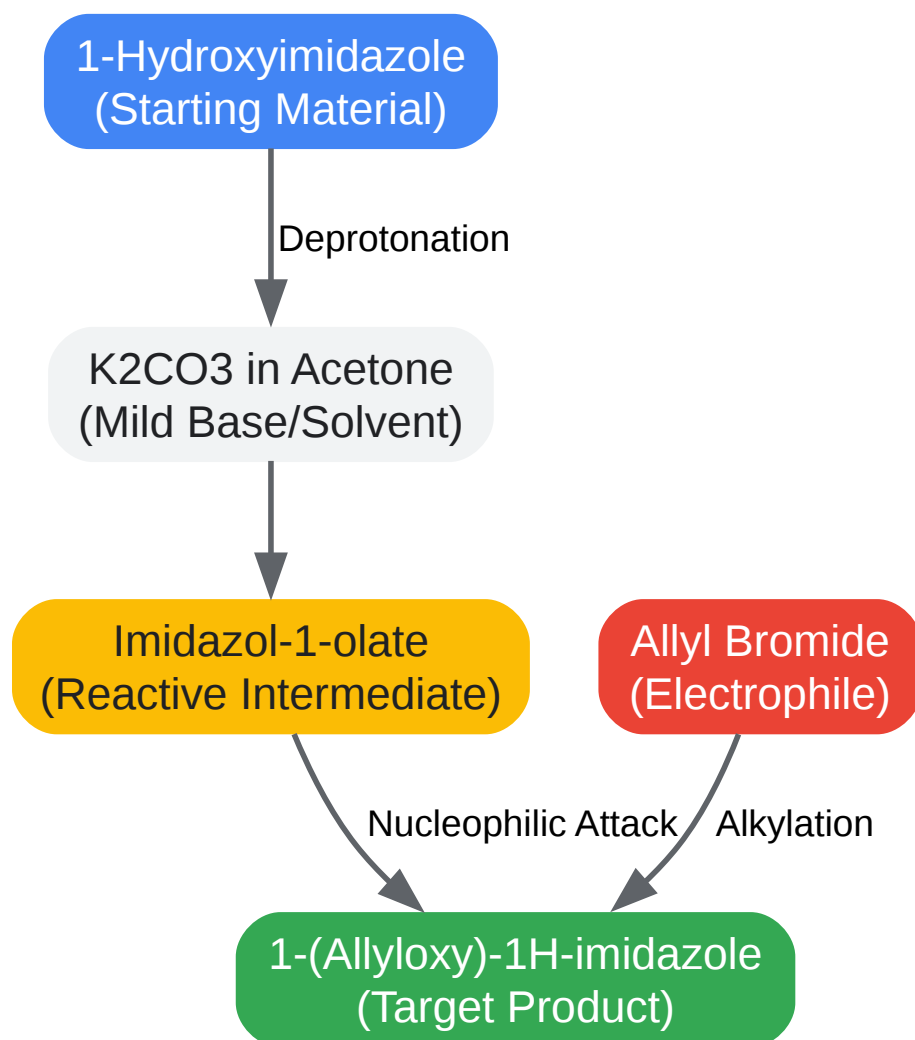 1-Hydroxyimidazole
(Starting Material)
Deprotonation
K2CO3 in Acetone
(Mild Base/Solvent)
Imidazol-1-olate
(Reactive Intermediate)
Allyl Bromide
(Electrophile)
Nucleophilic Attack
Alkylation
1-(Allyloxy)-1H-imidazole
(Target Product)